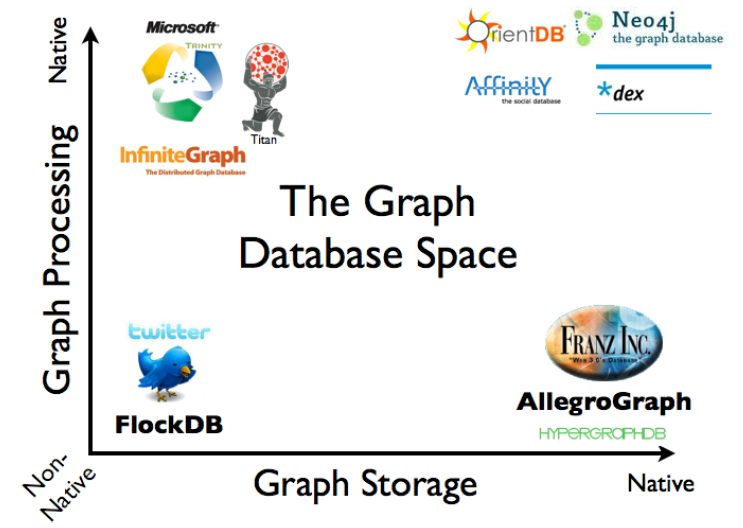 Microsoft
TRINITY
Titan
InfiniteGraph
The Distributed Graph Database
OrientDB
Neo4j
the graph database
Affinity
the social database
*dex
The Graph
Database Space
Native
Graph Processing
twitter
FlockDB
FRANZ INC.
"Web 3.0's Database"
AllegroGraph
HYPERGRAPHDB
Non-
Native
Graph Storage
Native